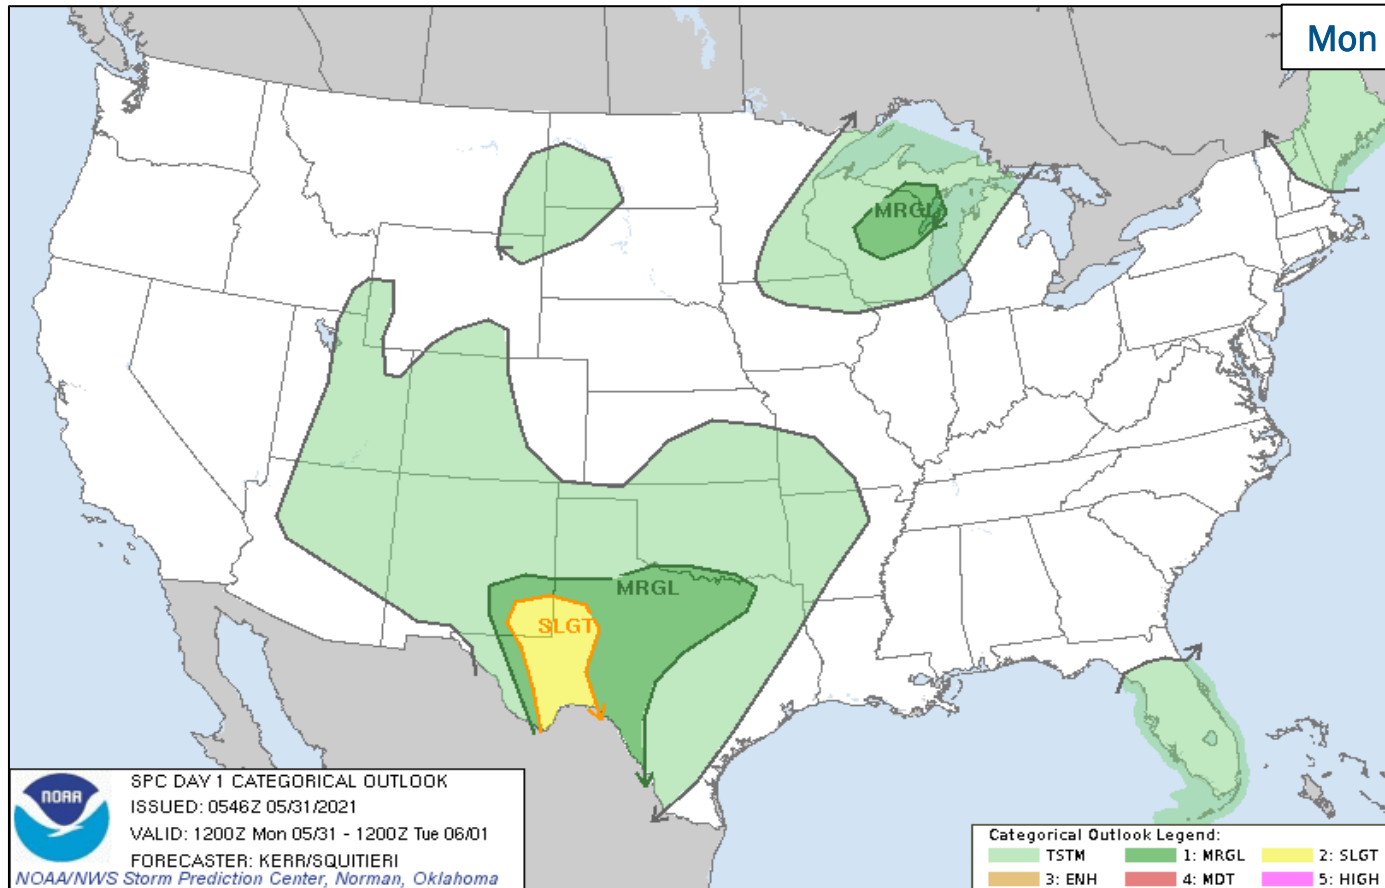 Mon
MRGL
MRGL
SLGT
NOAA
SPC DAY 1 CATEGORICAL OUTLOOK
ISSUED: 0546Z 05/31/2021
VALID: 1200Z Mon 05/31 - 1200Z Tue 06/01
FORECASTER: KERR/SQUITIERI
NOAA/NWS Storm Prediction Center, Norman, Oklahoma
Categorical Outlook Legend:
TSTM 1: MRGL 2: SLGT
3: ENH 4: MDT 5: HIGH